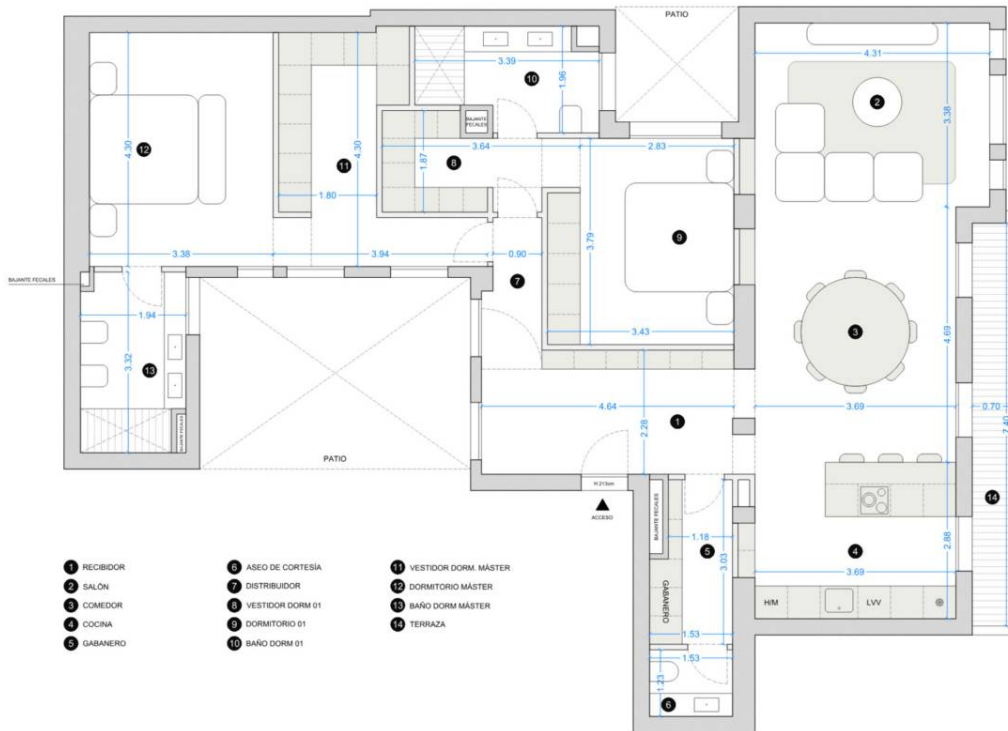 PATIO
4.31
3.39
10
1.96
2
3.38
BAJANTE
FECALES
12
4.30
11
4.30
1.87
8
3.64
2.83
1.80
9
3.79
3.38
3.94
0.90
7
BAJANTE FECALES
1.94
3.43
3
4.69
3.32
13
4.64
1
2.28
3.69
0.70
7.40
BAJANTE FECALES
PATIO
H:213cm
ACCESO
BAJANTE FECALES
14
1.18
5
3.03
4
2.88
3.69
GABANERO
H/M
LVV
1.53
1.53
1.23
6
1 RECIBIDOR
2 SALÓN
3 COMEDOR
4 COCINA
5 GABANERO
6 ASEO DE CORTESÍA
7 DISTRIBUIDOR
8 VESTIDOR DORM 01
9 DORMITORIO 01
10 BAÑO DORM 01
11 VESTIDOR DORM. MÁSTER
12 DORMITORIO MÁSTER
13 BAÑO DORM MÁSTER
14 TERRAZA